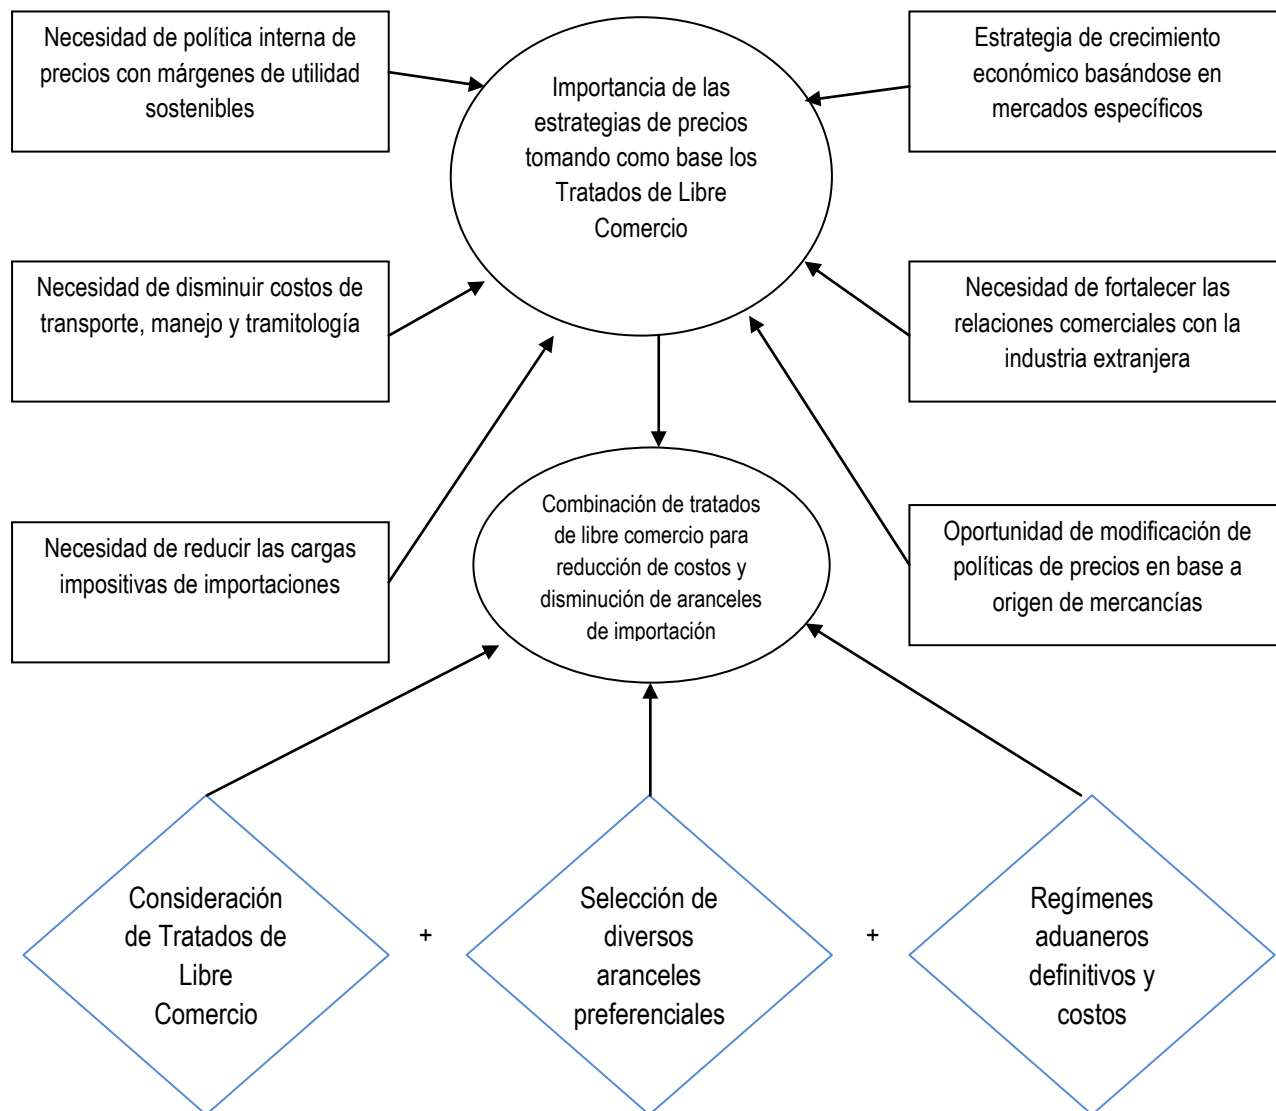 Necesidad de política interna de
precios con márgenes de utilidad
sostenibles
Importancia de las
estrategias de precios
tomando como base los
Tratados de Libre
Comercio
Estrategia de crecimiento
económico basándose en
mercados específicos
Necesidad de disminuir costos de
transporte, manejo y tramitología
Necesidad de fortalecer las
relaciones comerciales con la
industria extranjera
Necesidad de reducir las cargas
impositivas de importaciones
Combinación de tratados
de libre comercio para
reducción de costos y
disminución de aranceles
de importación
Oportunidad de modificación de
políticas de precios en base a
origen de mercancías
Consideración
de Tratados de
Libre
Comercio
+
Selección de
diversos
aranceles
preferenciales
+
Regímenes
aduaneros
definitivos y
costos